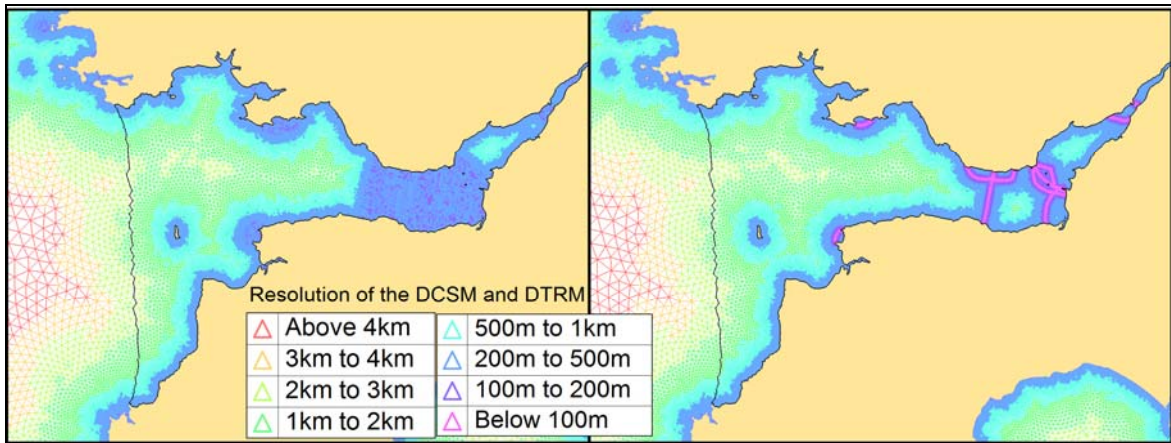 Resolution of the DCSM and DTRM
Above 4km
500m to 1km
3km to 4km
200m to 500m
2km to 3km
100m to 200m
1km to 2km
Below 100m